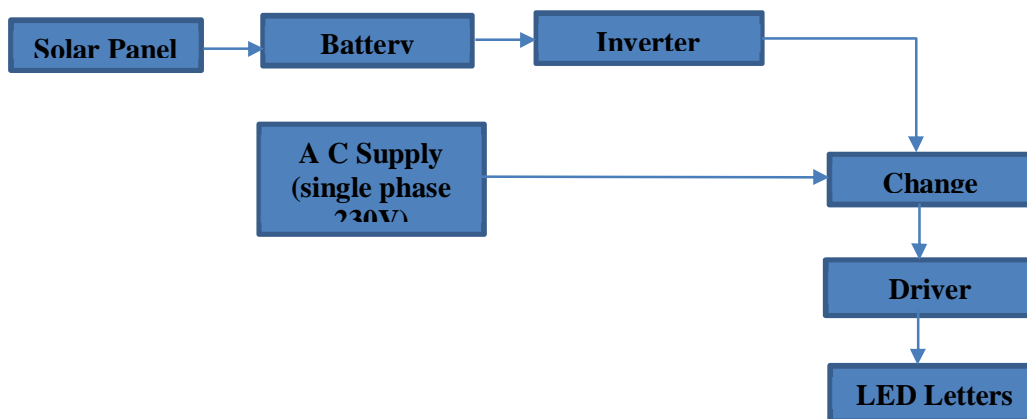 Solar Panel
Battery
Inverter
A C Supply
(single phase
230V)
Change
Driver
LED Letters